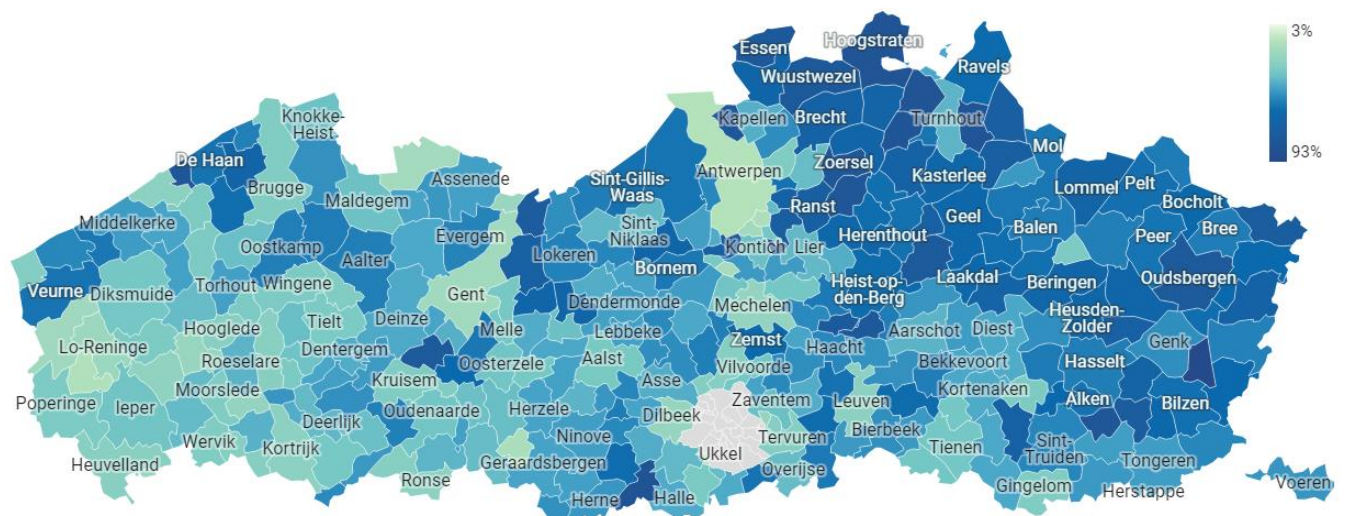 3%
93%
Essen
Hoogstraten
Ravels
Wuustwezel
Knokke-
Heist
Kapellen
Brecht
Turnhout
De Haan
Mol
Brugge
Assenede
Antwerpen
Zoersel
Kasterlee
Lommel
Pelt
Maldegem
Sint-Gillis-
Waas
Bocholt
Middelkerke
Ranst
Geel
Balen
Bree
Oostkamp
Evergem
Sint-
Niklaas
Kontich
Lier
Herenthout
Peer
Aalter
Lokeren
Bornem
Veurne
Diksmuide
Torhout
Wingene
Gent
Dendermonde
Mechelen
Heist-op-
den-Berg
Laakdal
Beringen
Oudsbergen
Hooglede
Tielt
Deinze
Melle
Lebbeke
Zemst
Aarschot
Diest
Heusden-
Zolder
Genk
Lo-Reninge
Roeselare
Dentergem
Oosterzele
Aalst
Vilvoorde
Haacht
Bekkevoort
Hasselt
Moorslede
Kruisem
Asse
Kortenaken
Poperinge
Ieper
Oudenaarde
Herzele
Dilbeek
Zaventem
Leuven
Alken
Bilzen
Deerlijk
Wervik
Kortrijk
Ninove
Tervuren
Bierbeek
Tienen
Sint-
Truiden
Heuvelland
Geraardsbergen
Ukkel
Overijse
Tongeren
Ronse
Herne
Halle
Gingelom
Herstappe
Voeren